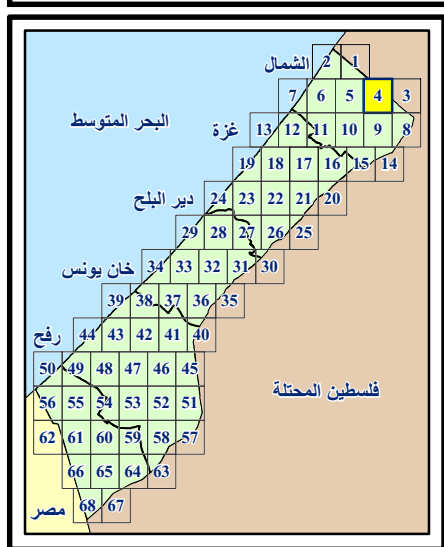 الشمال
2 1
7 6 5 4 3
البحر المتوسط
غزة
13 12 11 10 9 8
19 18 17 16 15 14
دير البلح
24 23 22 21 20
29 28 27 26 25
خان يونس
34 33 32 31 30
39 38 37 36 35
رفح
44 43 42 41 40
50 49 48 47 46 45
فلسطين المحتلة
56 55 54 53 52 51
62 61 60 59 58 57
66 65 64 63
مصر
68 67